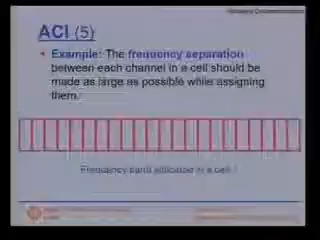 ACI (5)
• Example: The frequency separation
between each channel in a cell should be
made as large as possible while assigning
them.
Frequency band allocated in a cell